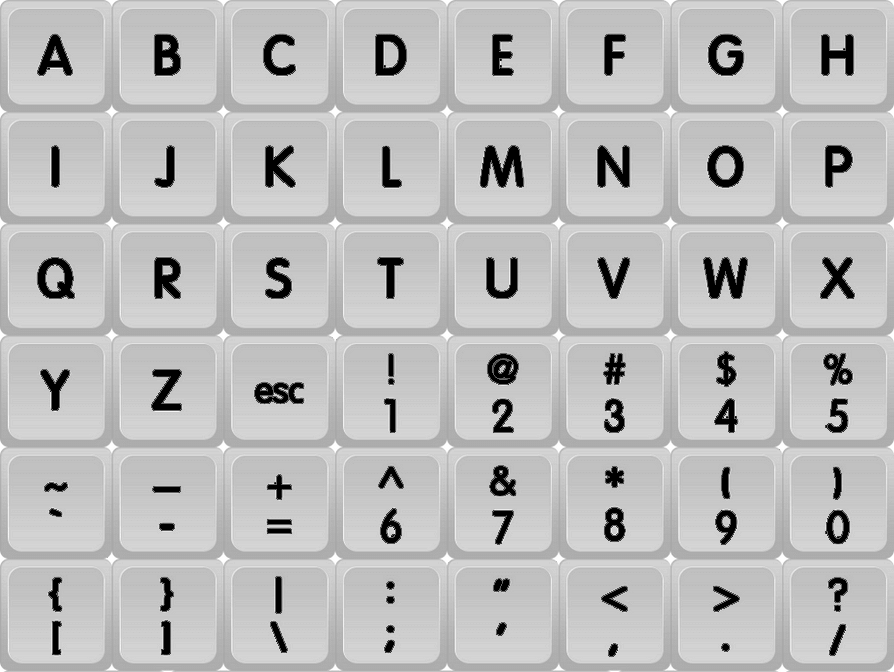 A B C D E F G H
I J K L M N O P
Q R S T U V W X
Y Z esc ! @ # $ %
1 2 3 4 5
~ _ + ^ & * ( )
` - = 6 7 8 9 0
{ } | : " < > ?
[ ] \ ; ' , . /